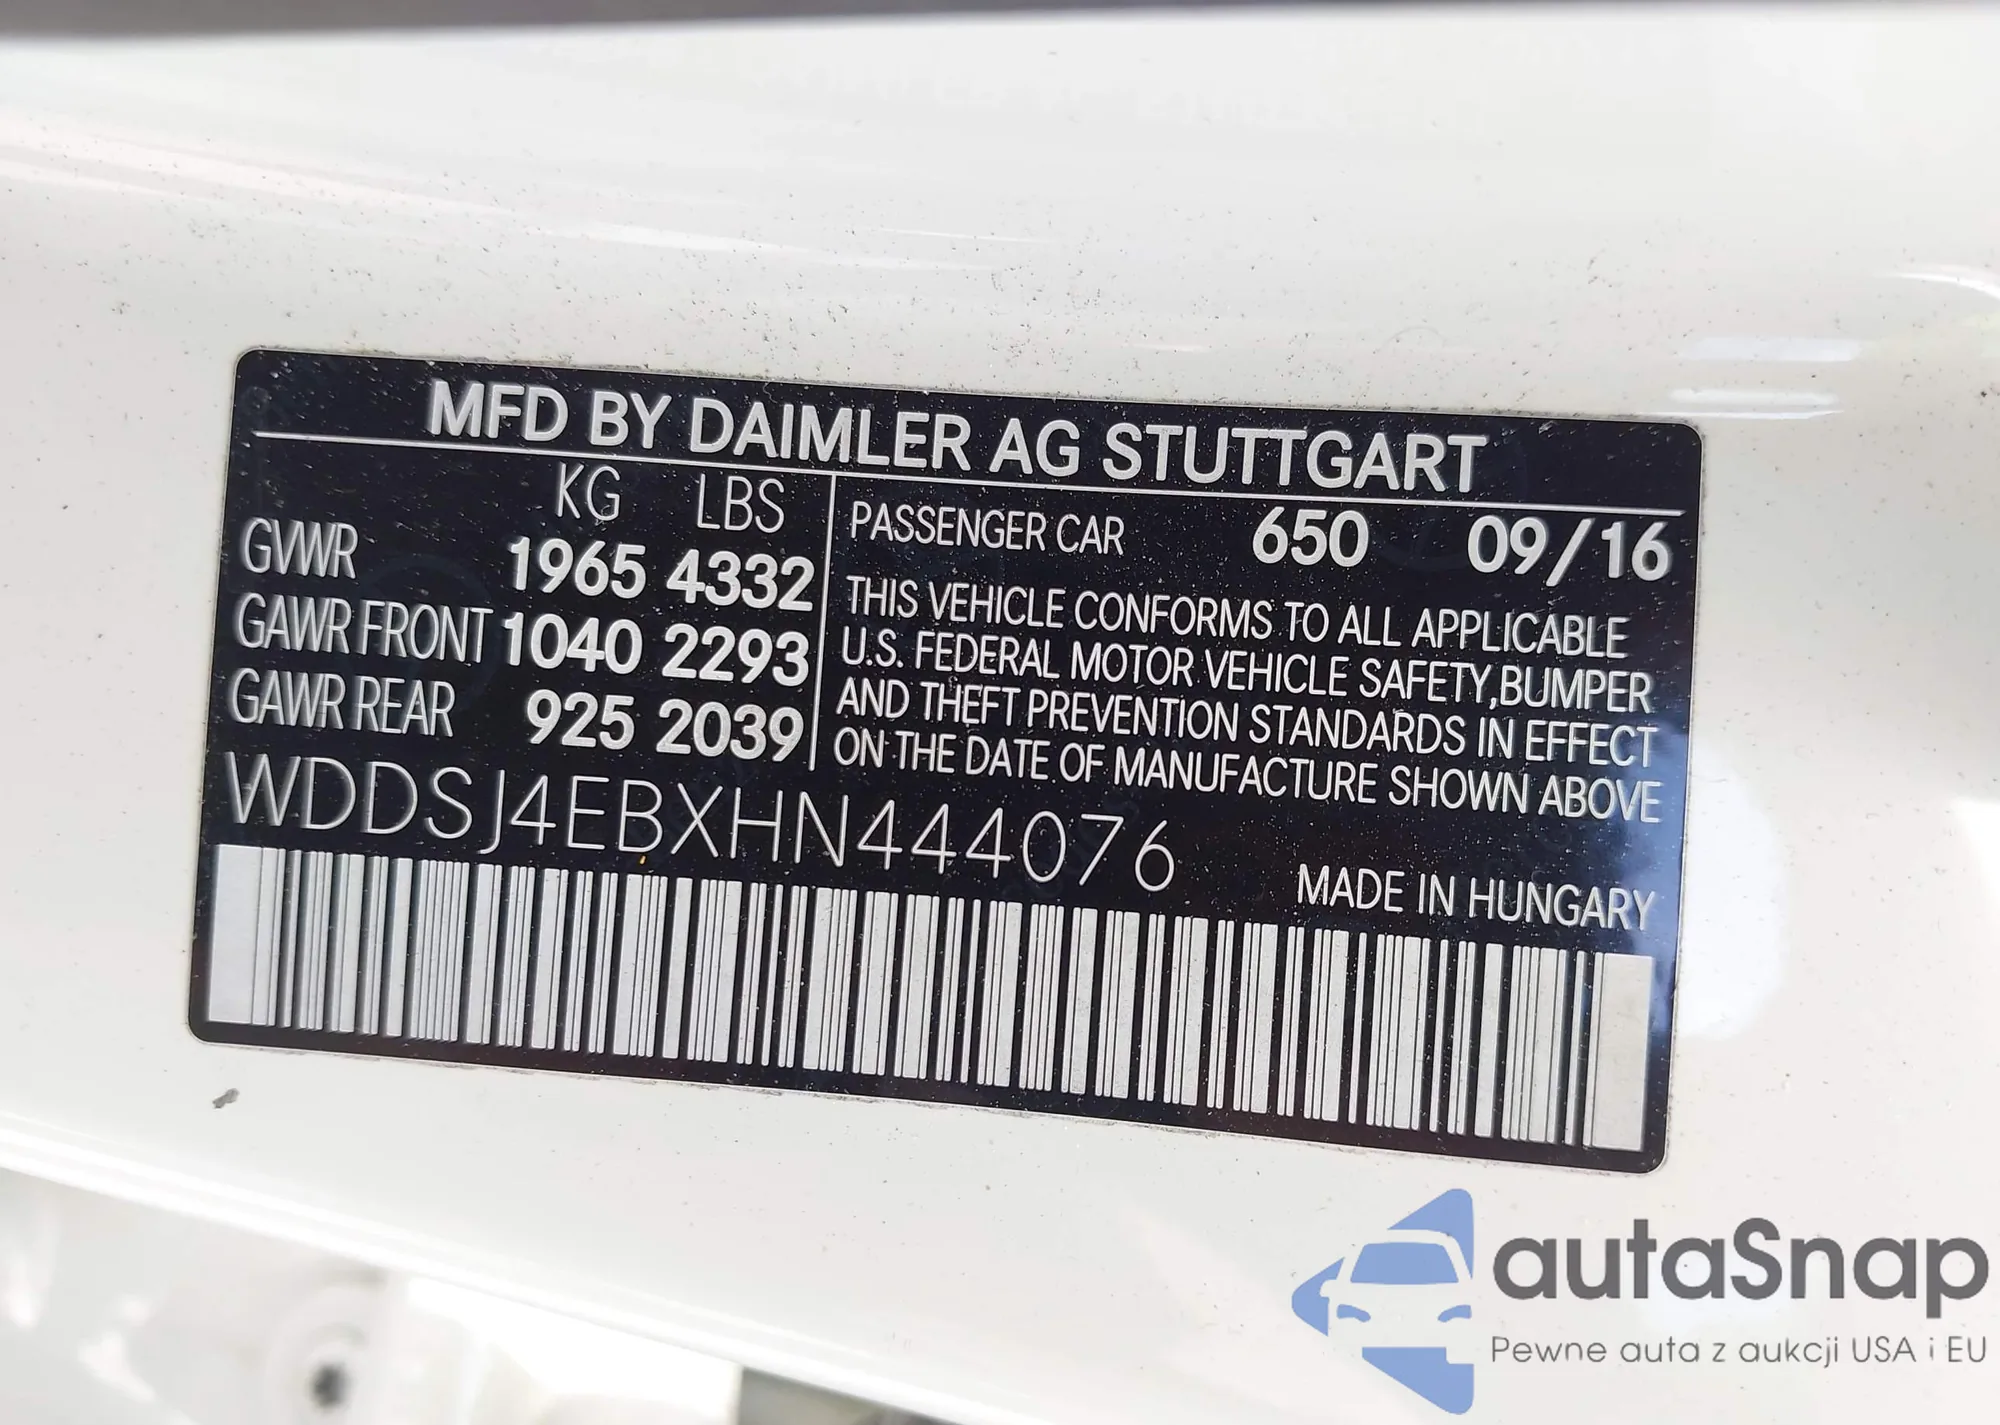 MFD BY DAIMLER AG STUTTGART
KG LBS
GVWR 1965 4332
GAWR FRONT 1040 2293
GAWR REAR 925 2039
PASSENGER CAR 650 09/16
THIS VEHICLE CONFORMS TO ALL APPLICABLE
U.S. FEDERAL MOTOR VEHICLE SAFETY,BUMPER
AND THEFT PREVENTION STANDARDS IN EFFECT
ON THE DATE OF MANUFACTURE SHOWN ABOVE
WDDSJ4EBXHN444076
MADE IN HUNGARY
autaSnap
Pewne auta z aukcji USA i EU